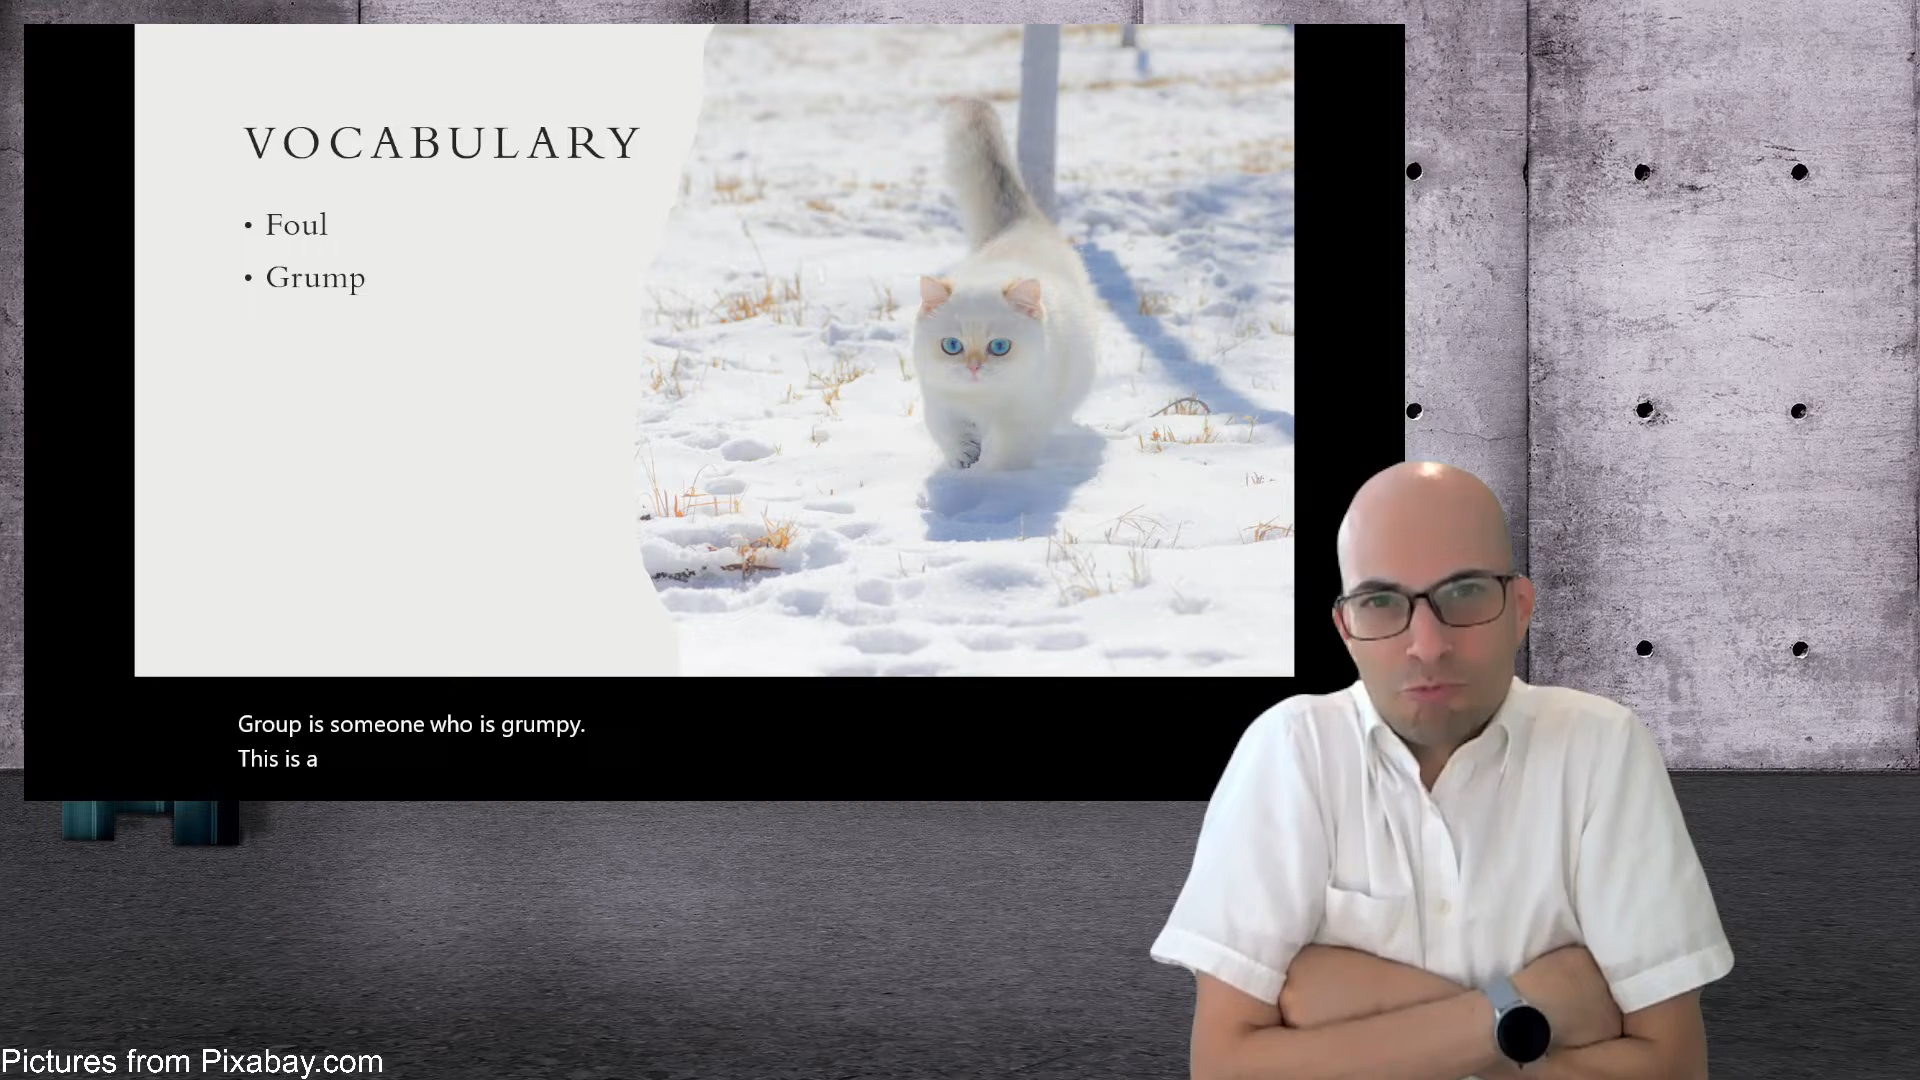 VOCABULARY
• Foul
• Grump
Group is someone who is grumpy.
This is a
Pictures from Pixabay.com